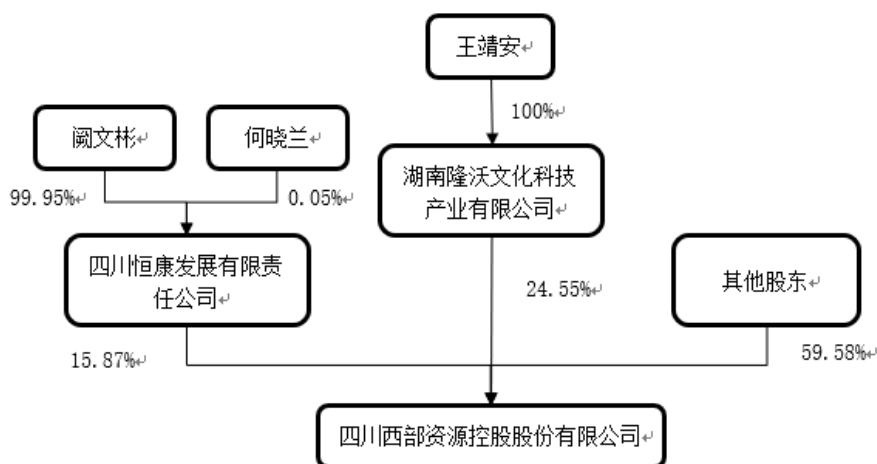 王靖安
100%
阙文彬
何晓兰
99.95%
0.05%
湖南隆沃文化科技
产业有限公司
四川恒康发展有限责
任公司
24.55%
其他股东
15.87%
59.58%
四川西部资源控股股份有限公司